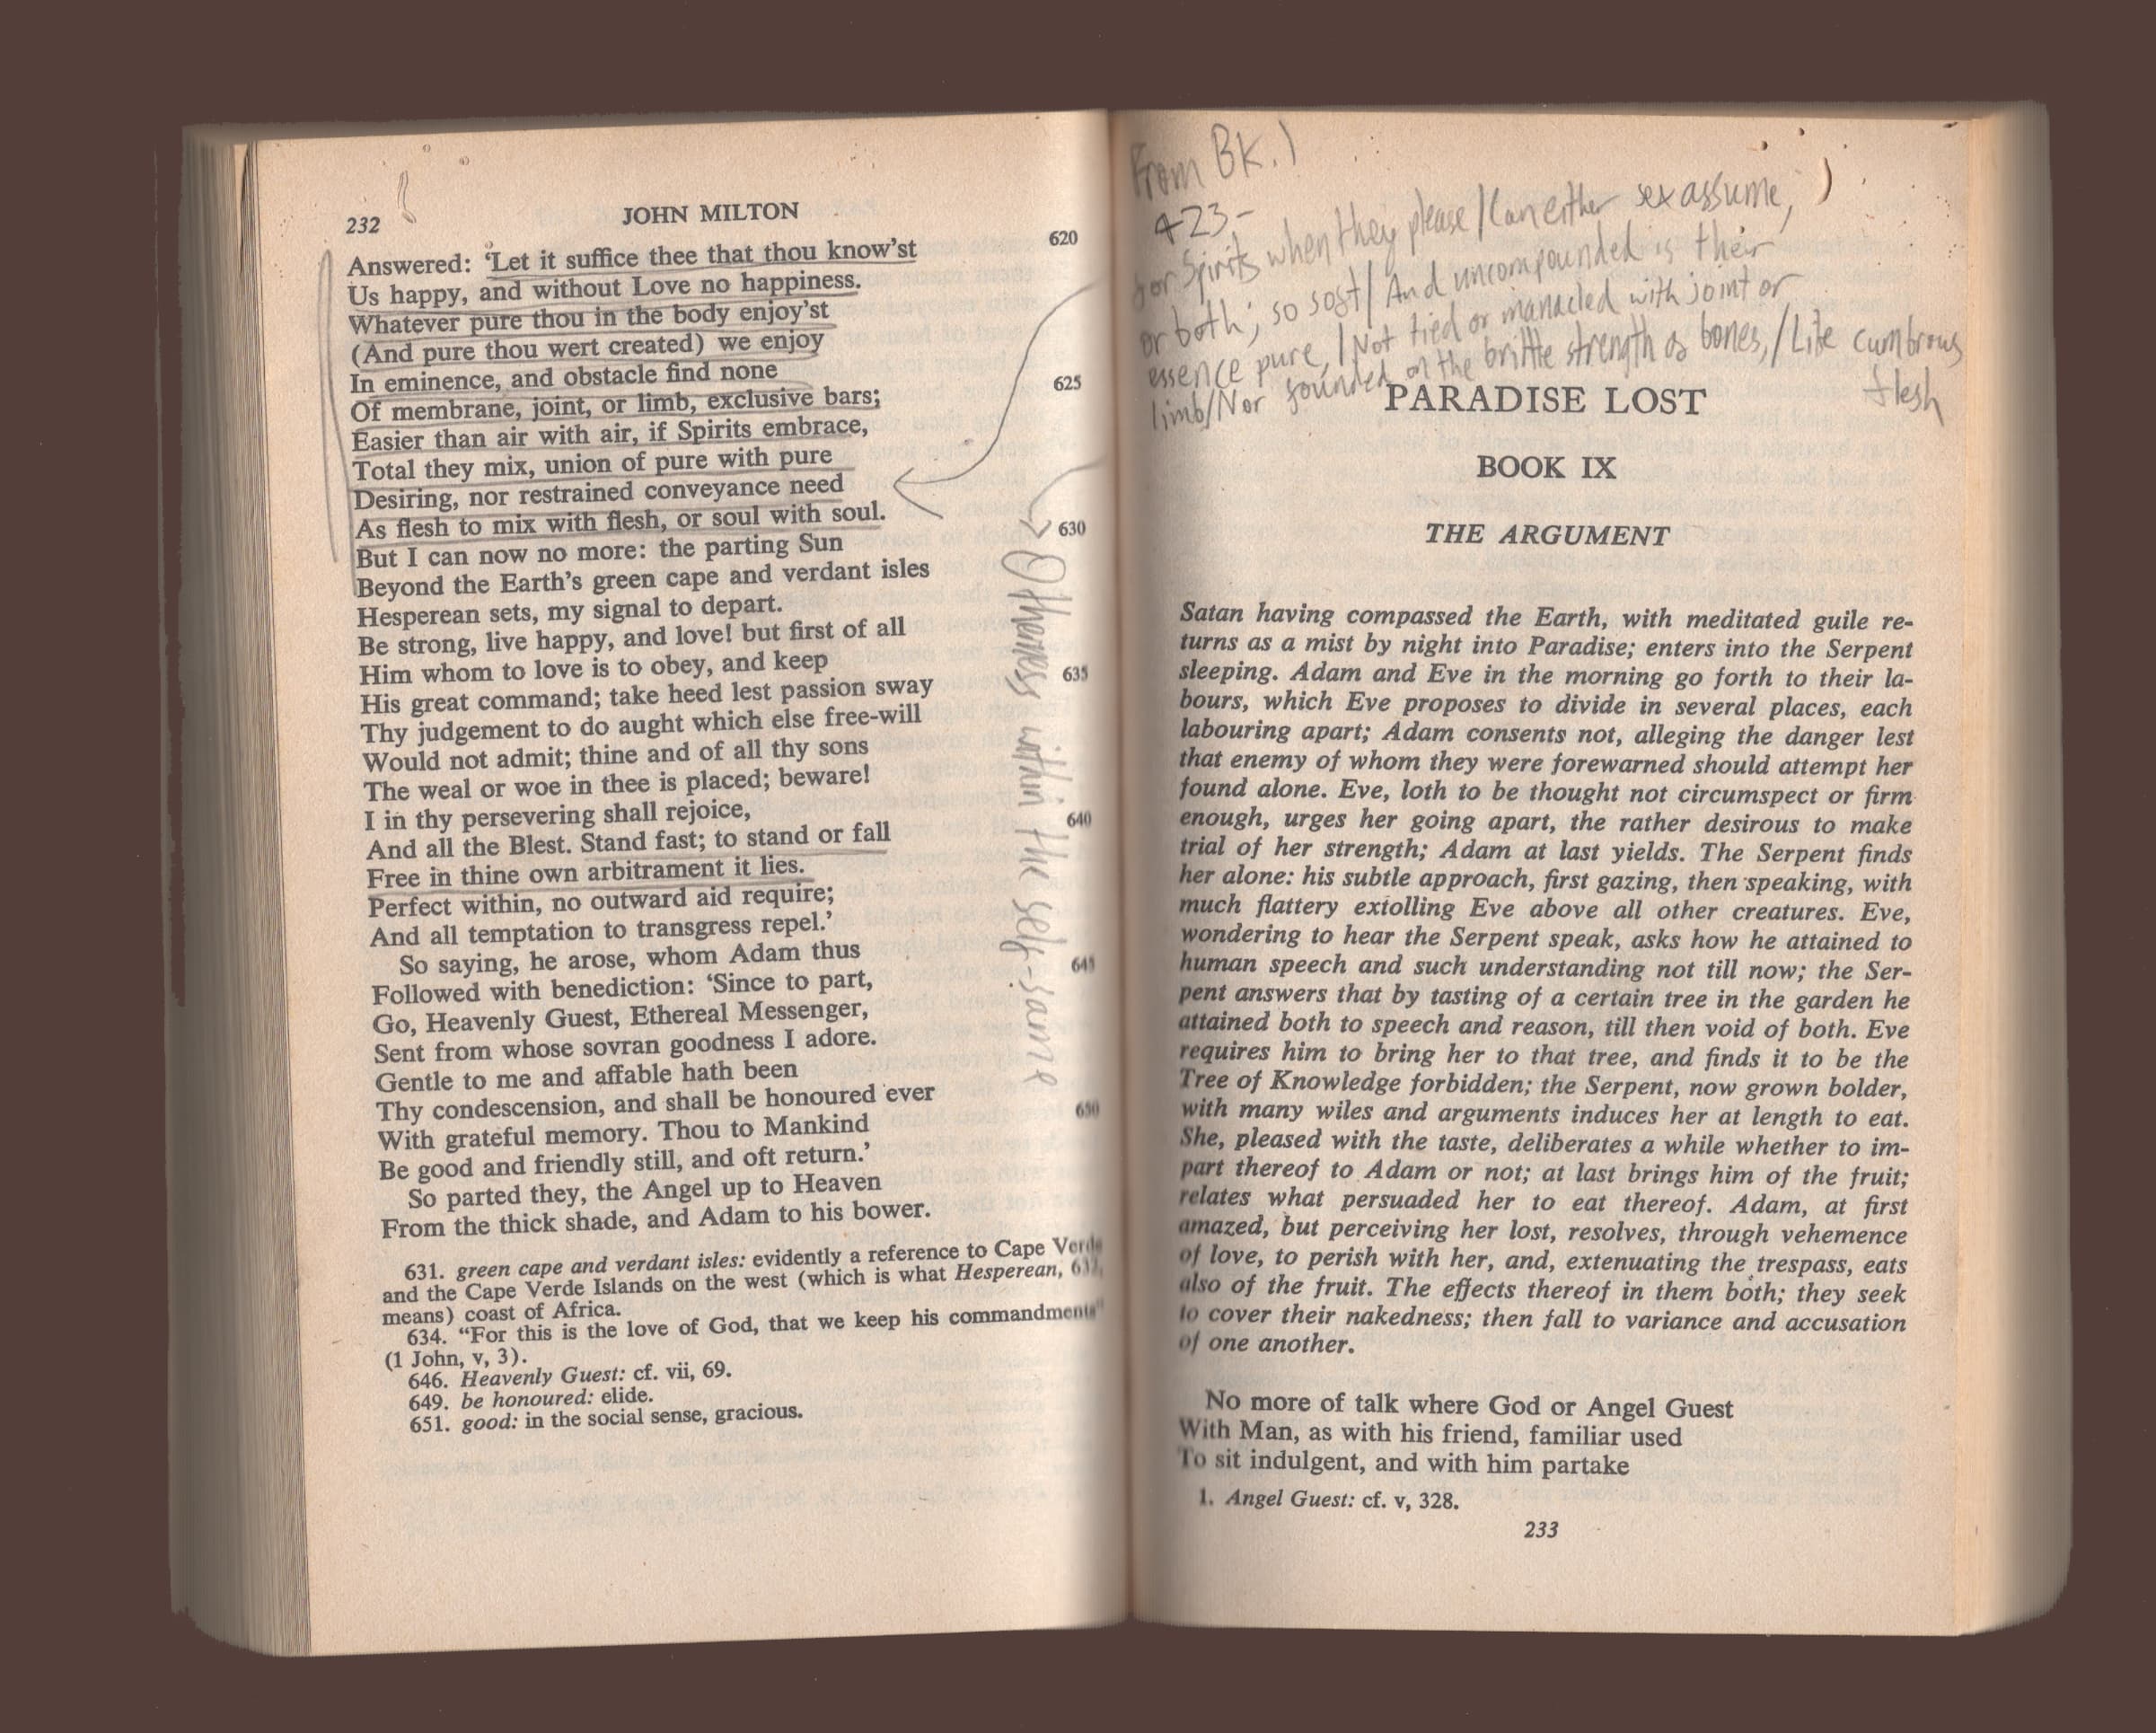 232
JOHN MILTON
Answered: ‘Let it suffice thee that thou know’st 620
Us happy, and without Love no happiness.
Whatever pure thou in the body enjoy’st
(And pure thou wert created) we enjoy
In eminence, and obstacle find none
Of membrane, joint, or limb, exclusive bars; 625
Easier than air with air, if Spirits embrace,
Total they mix, union of pure with pure
Desiring, nor restrained conveyance need
As flesh to mix with flesh, or soul with soul.
But I can now no more: the parting Sun 630
Beyond the Earth’s green cape and verdant isles
Hesperean sets, my signal to depart.
Be strong, live happy, and love! but first of all
Him whom to love is to obey, and keep
His great command; take heed lest passion sway 635
Thy judgement to do aught which else free-will
Would not admit; thine and of all thy sons
The weal or woe in thee is placed; beware!
I in thy persevering shall rejoice,
And all the Blest. Stand fast; to stand or fall 640
Free in thine own arbitrament it lies.
Perfect within, no outward aid require;
And all temptation to transgress repel.’
So saying, he arose, whom Adam thus
Followed with benediction: ‘Since to part, 645
Go, Heavenly Guest, Ethereal Messenger,
Sent from whose sovran goodness I adore.
Gentle to me and affable hath been
Thy condescension, and shall be honoured ever
With grateful memory. Thou to Mankind 650
Be good and friendly still, and oft return.’
So parted they, the Angel up to Heaven
From the thick shade, and Adam to his bower.
631. green cape and verdant isles: evidently a reference to Cape Verde
and the Cape Verde Islands on the west (which is what Hesperean, 632,
means) coast of Africa.
634. “For this is the love of God, that we keep his commandments”
(1 John, v, 3).
646. Heavenly Guest: cf. vii, 69.
649. be honoured: elide.
651. good: in the social sense, gracious.
Otherness within the self-same
From BK. 1
423-
for Spirits when they please / Can either sex assume,
or both; so soft / And uncompounded is their
essence pure, / Not tied or manacled with joint or
limb / Nor founded on the brittle strength of bones, / Like cumbrous
flesh
PARADISE LOST
BOOK IX
THE ARGUMENT
Satan having compassed the Earth, with meditated guile re-
turns as a mist by night into Paradise; enters into the Serpent
sleeping. Adam and Eve in the morning go forth to their la-
bours, which Eve proposes to divide in several places, each
labouring apart; Adam consents not, alleging the danger lest
that enemy of whom they were forewarned should attempt her
found alone. Eve, loth to be thought not circumspect or firm
enough, urges her going apart, the rather desirous to make
trial of her strength; Adam at last yields. The Serpent finds
her alone: his subtle approach, first gazing, then speaking, with
much flattery extolling Eve above all other creatures. Eve,
wondering to hear the Serpent speak, asks how he attained to
human speech and such understanding not till now; the Ser-
pent answers that by tasting of a certain tree in the garden he
attained both to speech and reason, till then void of both. Eve
requires him to bring her to that tree, and finds it to be the
Tree of Knowledge forbidden; the Serpent, now grown bolder,
with many wiles and arguments induces her at length to eat.
She, pleased with the taste, deliberates a while whether to im-
part thereof to Adam or not; at last brings him of the fruit;
relates what persuaded her to eat thereof. Adam, at first
amazed, but perceiving her lost, resolves, through vehemence
of love, to perish with her, and, extenuating the trespass, eats
also of the fruit. The effects thereof in them both; they seek
to cover their nakedness; then fall to variance and accusation
of one another.
No more of talk where God or Angel Guest
With Man, as with his friend, familiar used
To sit indulgent, and with him partake
1. Angel Guest: cf. v, 328.
233